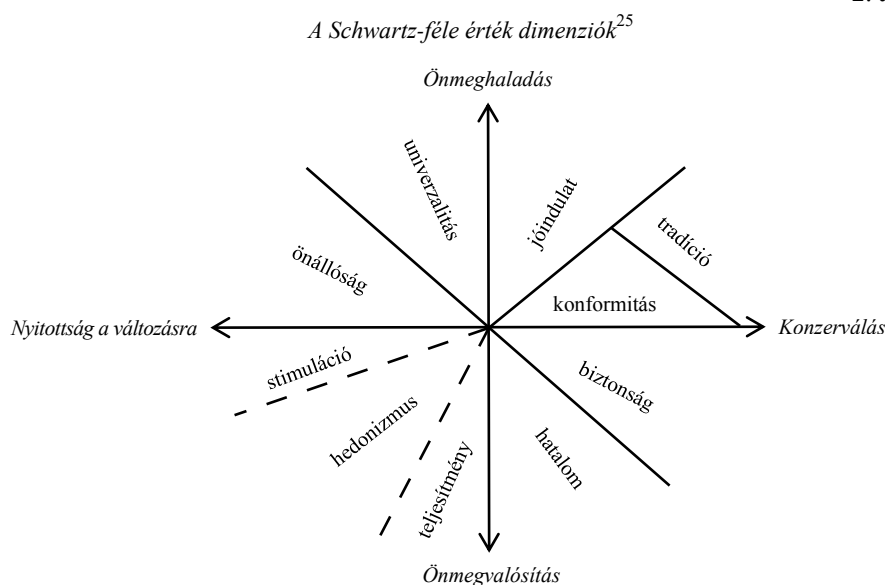 A Schwartz-féle érték dimenziók25
Önmeghaladás
univerzalitás
jóindulat
tradíció
önállóság
konformitás
Nyitottság a változásra
Konzerválás
stimuláció
biztonság
hedonizmus
hatalom
teljesítmény
Önmegvalósítás